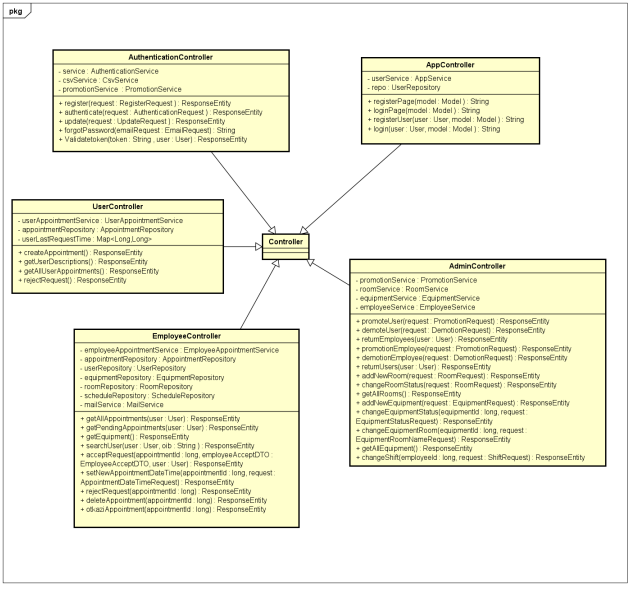 pkg
AuthenticationController
- service : AuthenticationService
- csvService : CsvService
- promotionService : PromotionService
+ register(request : RegisterRequest ) : ResponseEntity
+ authenticate(request : AuthenticationRequest ) : ResponseEntity
+ update(request : UpdateRequest ) : ResponseEntity
+ forgotPassword(emailRequest : EmailRequest) : String
+ Validatetoken(token : String , user : User) : ResponseEntity
AppController
- userService : AppService
- repo : UserRepository
+ registerPage(model : Model ) : String
+ loginPage(model : Model ) : String
+ registerUser(user : User, model : Model ) : String
+ login(user : User, model : Model ) : String
UserController
- userAppointmentService : UserAppointmentService
- appointmentRepository : AppointmentRepository
- userLastRequestTime : Map<Long,Long>
+ createAppointment() : ResponseEntity
+ getUserDescriptions() : ResponseEntity
+ getAllUserAppointments() : ResponseEntity
+ rejectRequest() : ResponseEntity
Controller
AdminController
- promotionService : PromotionService
- roomService : RoomService
- equipmentService : EquipmentService
- employeeService : EmployeeService
+ promoteUser(request : PromotionRequest) : ResponseEntity
+ demoteUser(request : DemotionRequest) : ResponseEntity
+ returnEmployees(user : User) : ResponseEntity
+ promotionEmployee(request : PromotionRequest) : ResponseEntity
+ demotionEmployee(request : DemotionRequest) : ResponseEntity
+ returnUsers(user : User) : ResponseEntity
+ addNewRoom(request : RoomRequest) : ResponseEntity
+ changeRoomStatus(request : RoomRequest) : ResponseEntity
+ getAllRooms() : ResponseEntity
+ addNewEquipment(request : EquipmentRequest) : ResponseEntity
+ changeEquipmentStatus(equipmentId : long, request :
EquipmentStatusRequest) : ResponseEntity
+ changeEquipmentRoom(equipmentId : long, request :
EquipmentRoomNameRequest) : ResponseEntity
+ getAllEquipment() : ResponseEntity
+ changeShift(employeeId : long, request : ShiftRequest) : ResponseEntity
EmployeeController
- employeeAppointmentService : EmployeeAppointmentService
- appointmentRepository : AppointmentRepository
- userRepository : UserRepository
- equipmentRepository : EquipmentRepository
- roomRepository : RoomRepository
- scheduleRepository : ScheduleRepository
- mailService : MailService
+ getAllAppointments(user : User) : ResponseEntity
+ getPendingAppointments(user : User) : ResponseEntity
+ getEquipment() : ResponseEntity
+ searchUser(user : User, oib : String ) : ResponseEntity
+ acceptRequest(appointmentId : long, employeeAcceptDTO :
EmployeeAcceptDTO, user : User) : ResponseEntity
+ setNewAppointmentDateTime(appointmentId : long, request :
AppointmentDateTimeRequest) : ResponseEntity
+ rejectRequest(appointmentId : long) : ResponseEntity
+ deleteAppointment(appointmentId : long) : ResponseEntity
+ otkaziAppointment(appointmentId : long) : ResponseEntity